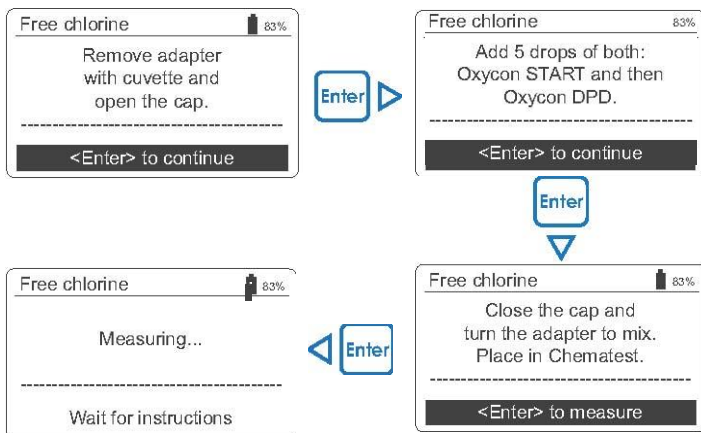 Free chlorine 83%
Remove adapter
with cuvette and
open the cap.
<Enter> to continue
Enter
Free chlorine 83%
Add 5 drops of both:
Oxycon START and then
Oxycon DPD.
<Enter> to continue
Enter
Free chlorine 83%
Close the cap and
turn the adapter to mix.
Place in Chematest.
<Enter> to measure
Enter
Free chlorine 83%
Measuring...
Wait for instructions